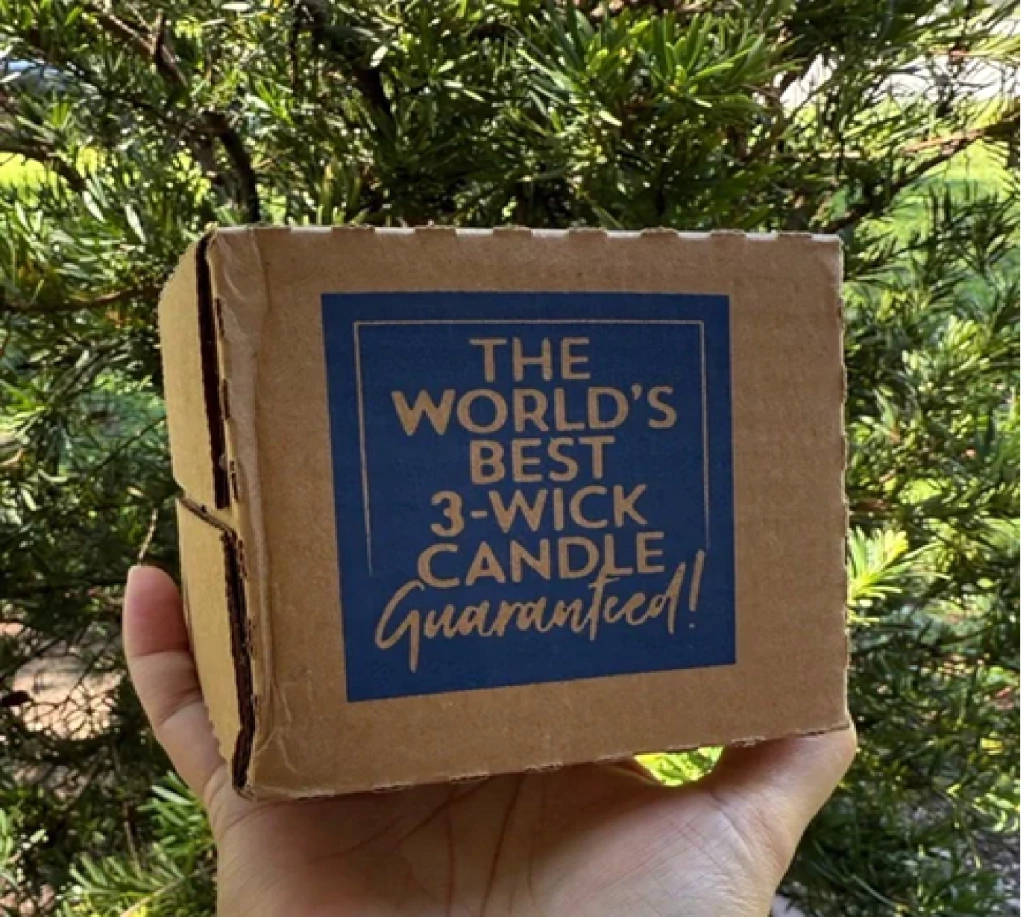 THE
WORLD'S
BEST
3-WICK
CANDLE
Guaranteed!